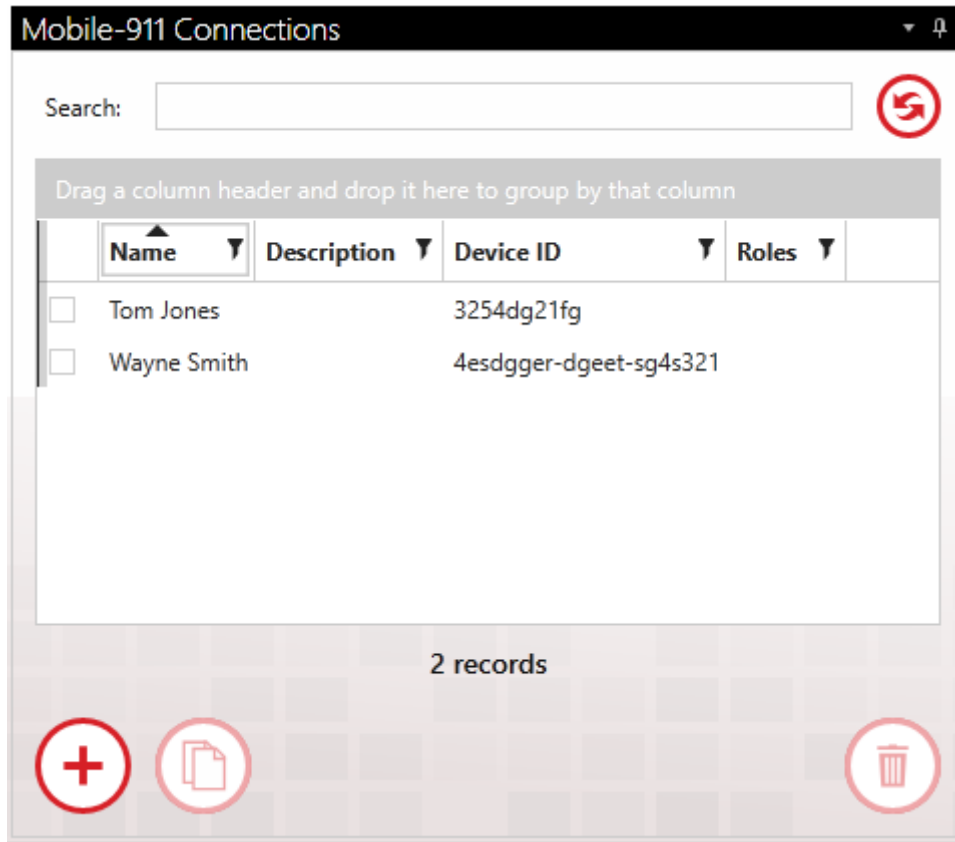 Mobile-911 Connections
Search:
Drag a column header and drop it here to group by that column
Name Description Device ID Roles
Tom Jones 3254dg21fg
Wayne Smith 4esdgger-dgeet-sg4s321
2 records